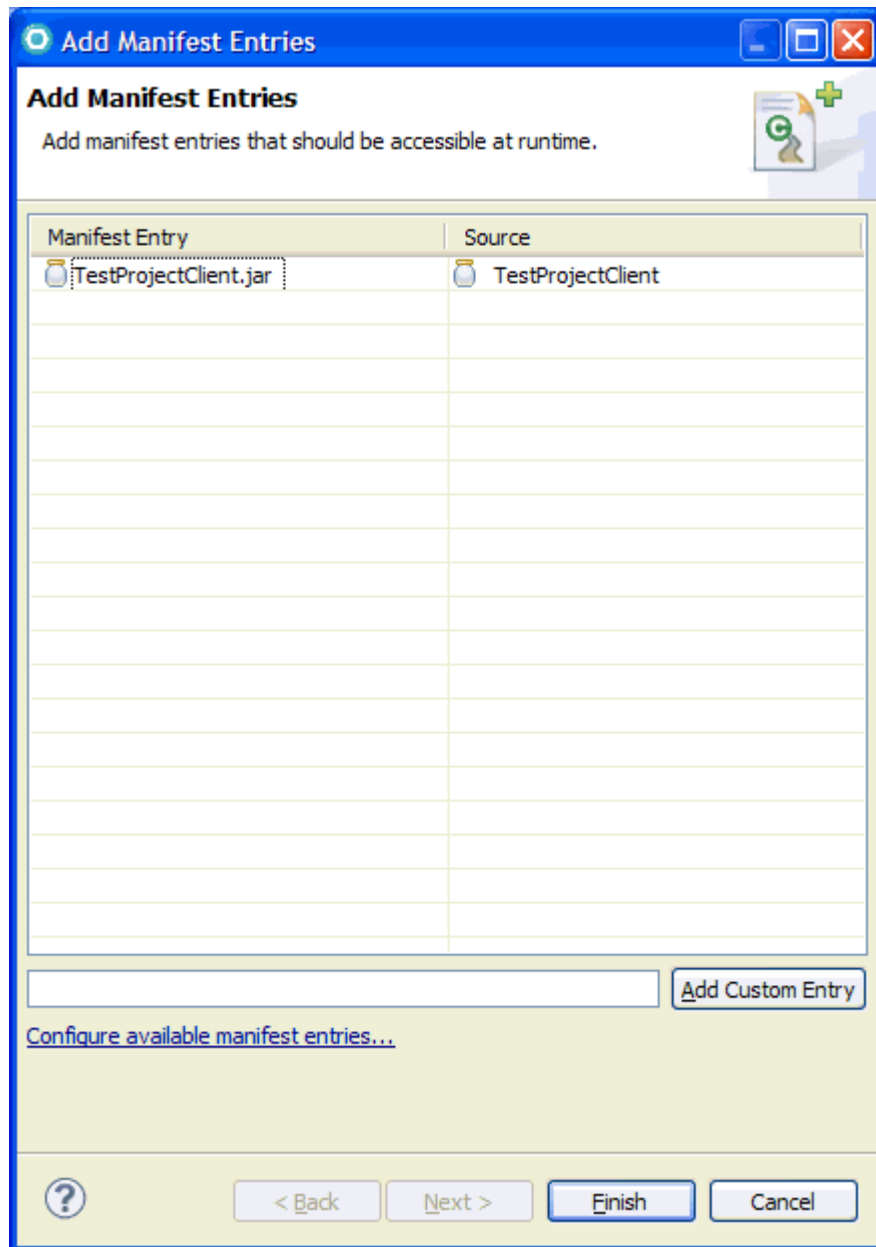 Add Manifest Entries
Add Manifest Entries
Add manifest entries that should be accessible at runtime.
Manifest Entry Source
TestProjectClient.jar TestProjectClient
Add Custom Entry
Configure available manifest entries...
? < Back Next > Finish Cancel